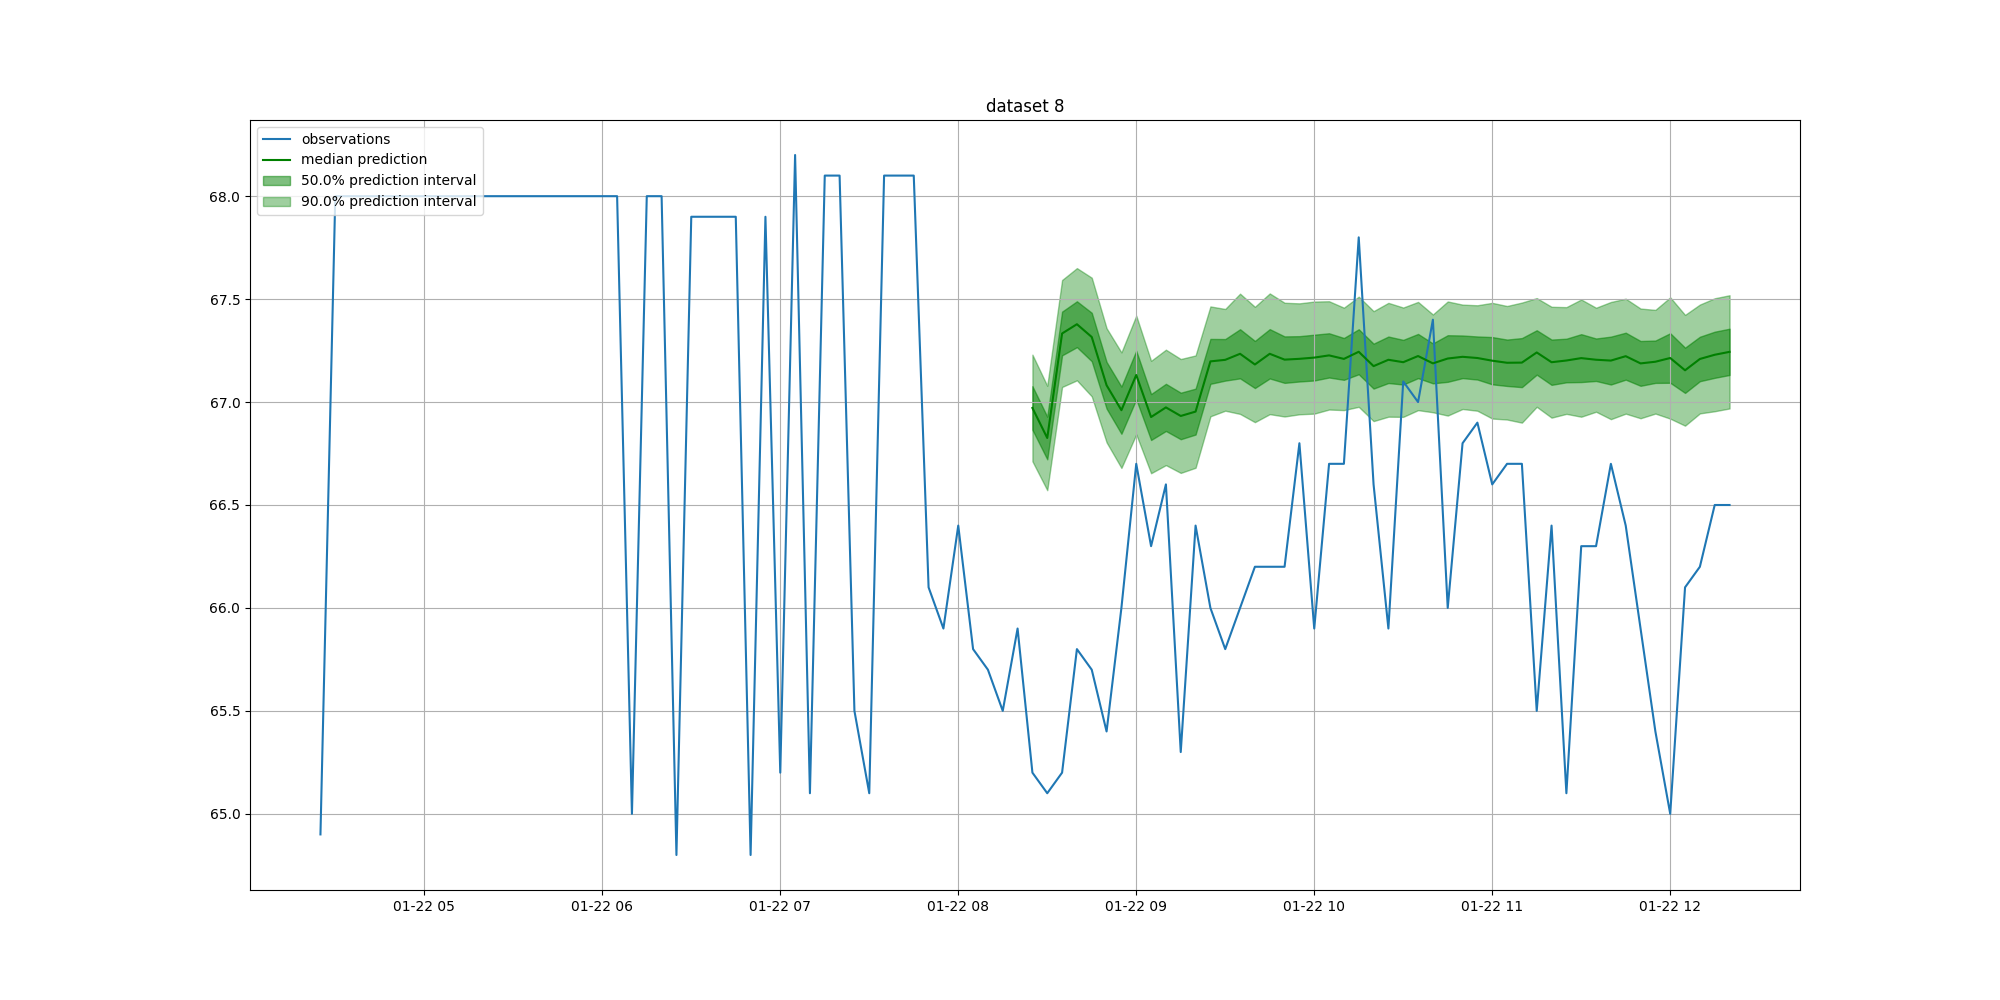 dataset 8
observations
median prediction
50.0% prediction interval
90.0% prediction interval
68.0
67.5
67.0
66.5
66.0
65.5
65.0
01-22 05 01-22 06 01-22 07 01-22 08 01-22 09 01-22 10 01-22 11 01-22 12